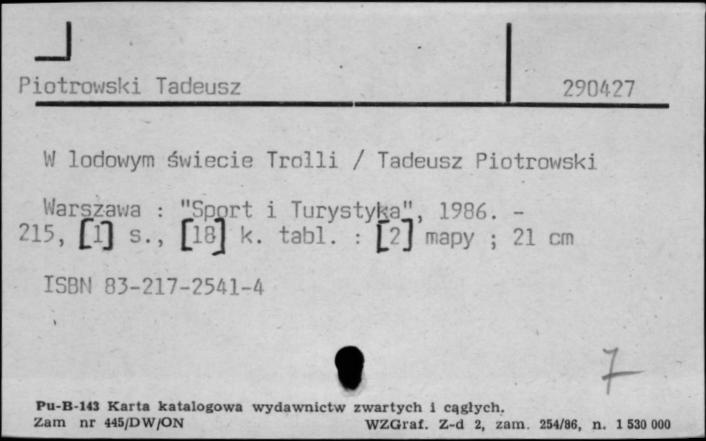 Piotrowski Tadeusz 290427
W lodowym świecie Trolli / Tadeusz Piotrowski
Warszawa : "Sport i Turystyka", 1986. -
215, [1] s., [18] k. tabl. : [2] mapy ; 21 cm
ISBN 83-217-2541-4
7
Pu-B-143 Karta katalogowa wydawnictw zwartych i ciągłych.
Zam nr 445/DW/ON WZGraf. Z-d 2, zam. 254/86, n. 1 530 000